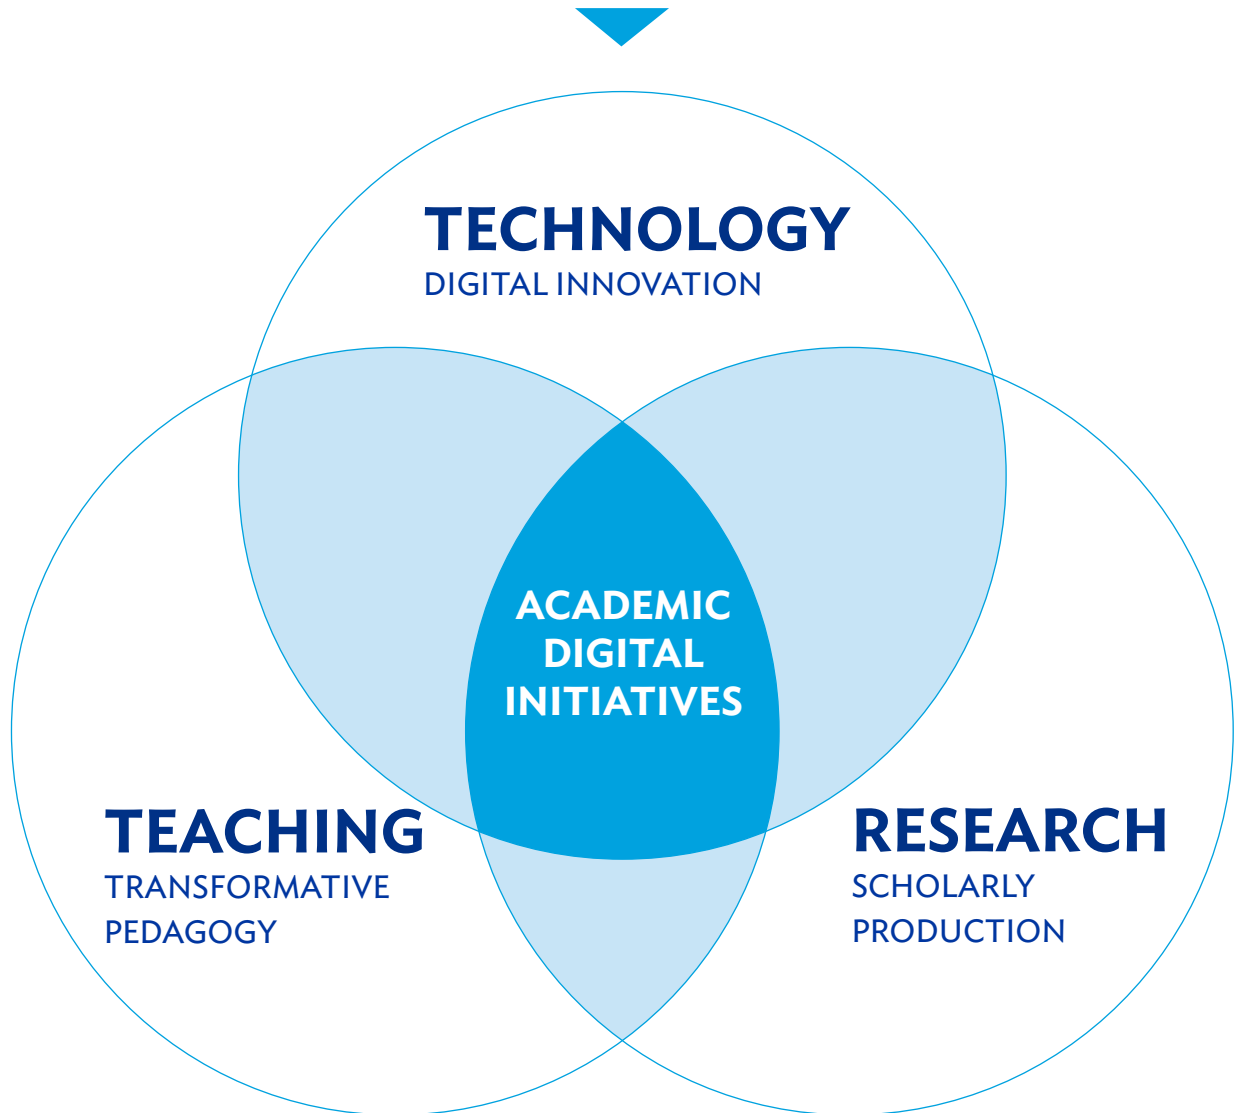 TECHNOLOGY
DIGITAL INNOVATION
ACADEMIC
DIGITAL
INITIATIVES
TEACHING
TRANSFORMATIVE
PEDAGOGY
RESEARCH
SCHOLARLY
PRODUCTION